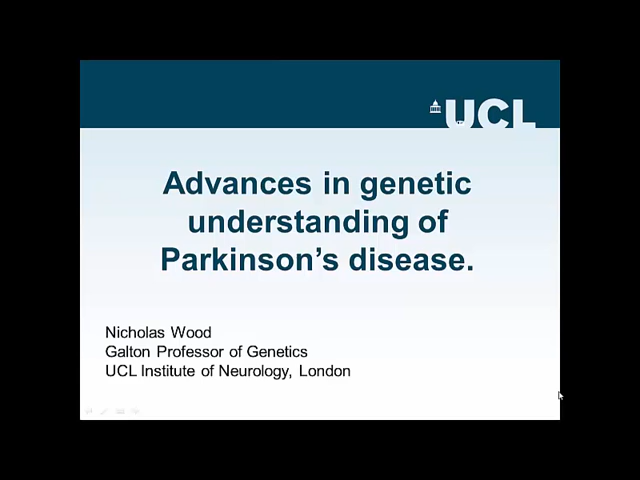 UCL
Advances in genetic
understanding of
Parkinson's disease.
Nicholas Wood
Galton Professor of Genetics
UCL Institute of Neurology, London